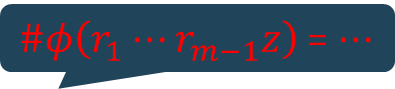 #ϕ(r₁ ⋯ rₘ₋₁z) = ⋯